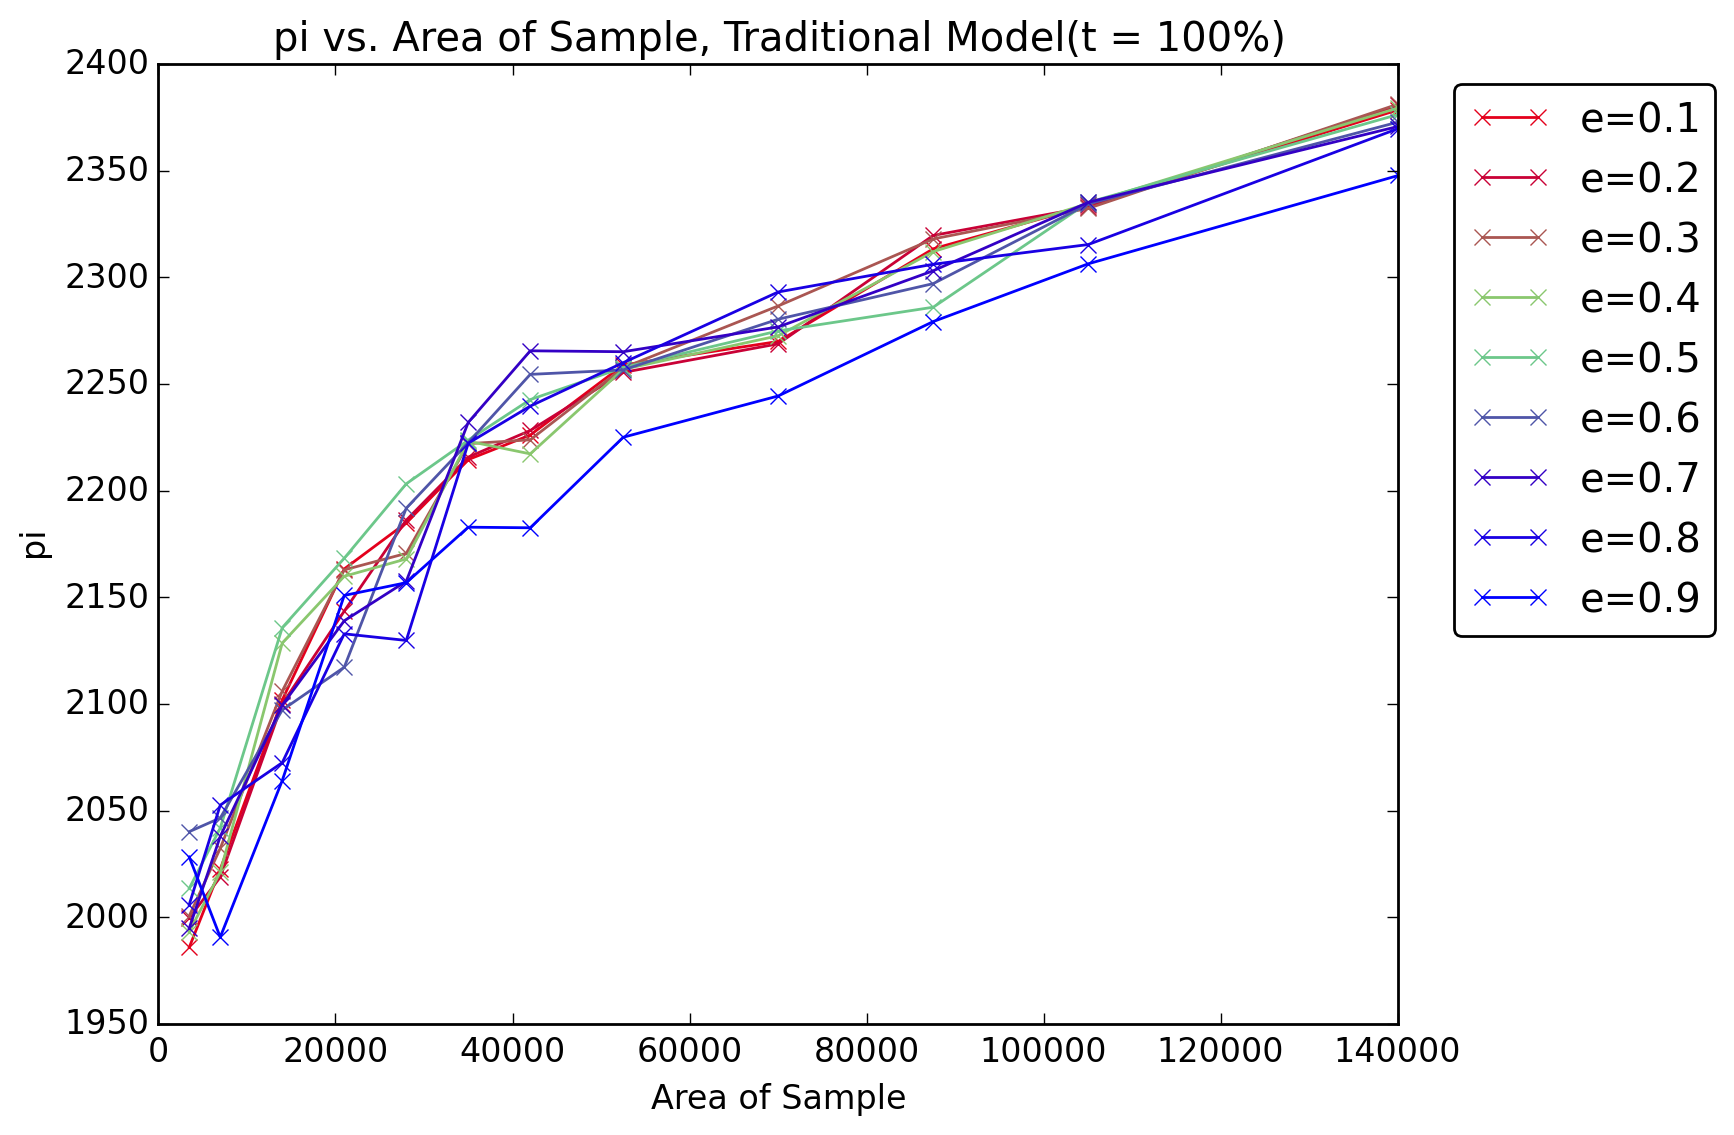 pi vs. Area of Sample, Traditional Model(t = 100%)
2400
2350
2300
2250
2200
2150
2100
2050
2000
1950
pi
0 20000 40000 60000 80000 100000 120000 140000
Area of Sample
e=0.1
e=0.2
e=0.3
e=0.4
e=0.5
e=0.6
e=0.7
e=0.8
e=0.9